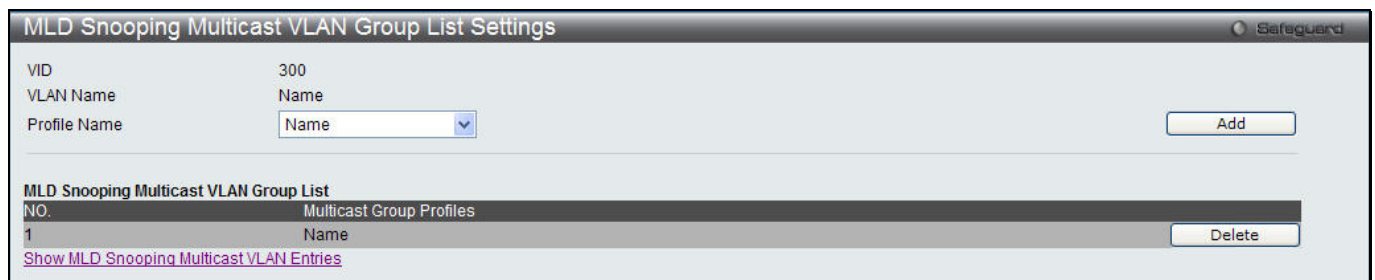 MLD Snooping Multicast VLAN Group List Settings
Safeguard
VID 300
VLAN Name Name
Profile Name Name Add
MLD Snooping Multicast VLAN Group List
NO. Multicast Group Profiles
1 Name Delete
Show MLD Snooping Multicast VLAN Entries